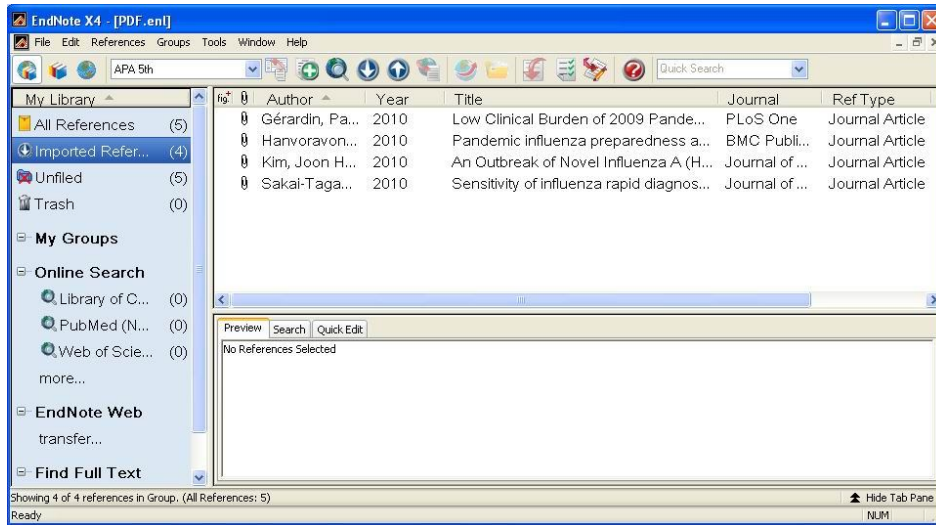 EndNote X4 - [PDF.enl]
File Edit References Groups Tools Window Help
APA 5th Quick Search
My Library
All References (5)
Imported Refer... (4)
Unfiled (5)
Trash (0)
My Groups
Online Search
Library of C... (0)
PubMed (N... (0)
Web of Scie... (0)
more...
EndNote Web
transfer...
Find Full Text
fig Author Year Title Journal Ref Type
Gérardin, Pa... 2010 Low Clinical Burden of 2009 Pande... PLoS One Journal Article
Hanvoravon... 2010 Pandemic influenza preparedness a... BMC Publi... Journal Article
Kim, Joon H... 2010 An Outbreak of Novel Influenza A (H... Journal of ... Journal Article
Sakai-Taga... 2010 Sensitivity of influenza rapid diagnos... Journal of ... Journal Article
Preview Search Quick Edit
No References Selected
Showing 4 of 4 references in Group. (All References: 5) Hide Tab Pane
Ready NUM